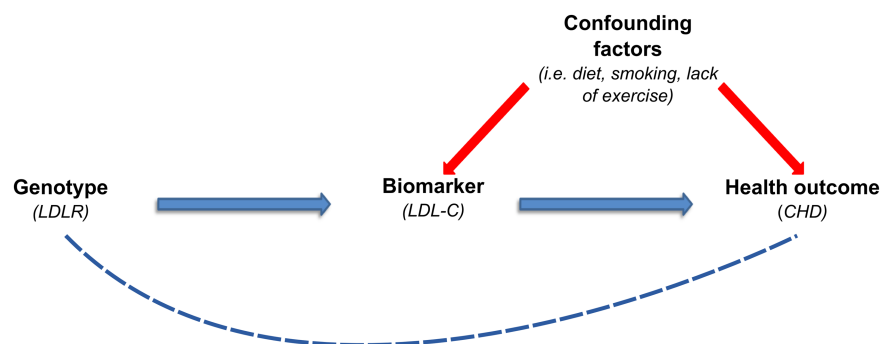 Confounding
factors
(i.e. diet, smoking, lack
of exercise)
Genotype
(LDLR)
Biomarker
(LDL-C)
Health outcome
(CHD)